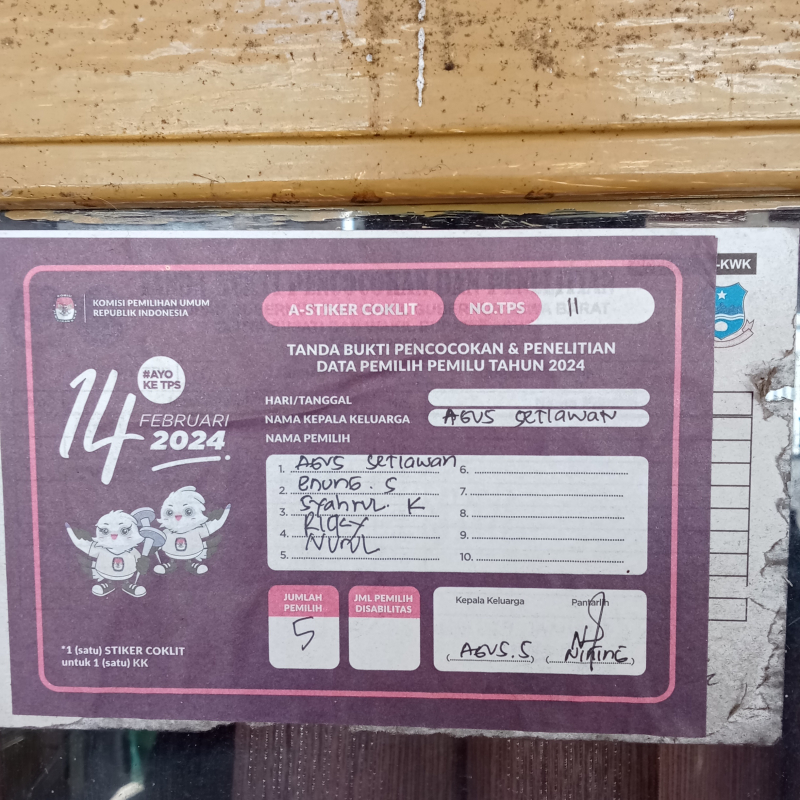 -KWK
KOMISI PEMILIHAN UMUM
REPUBLIK INDONESIA
A-STIKER COKLIT
NO.TPS 11
TANDA BUKTI PENCOCOKAN & PENELITIAN
DATA PEMILIH PEMILU TAHUN 2024
#AYO
KE TPS
14
FEBRUARI
2024
HARI/TANGGAL
NAMA KEPALA KELUARGA AGUS SETIAWAN
NAMA PEMILIH
1. AGUS SETIAWAN
2. ENUNG. S
3. SYAHRUL. K
4. RIZKY
5. NURUL
6.
7.
8.
9.
10.
JUMLAH
PEMILIH
5
JML PEMILIH
DISABILITAS
Kepala Keluarga
(AGUS. S)
Pantarlih
*1 (satu) STIKER COKLIT
untuk 1 (satu) KK